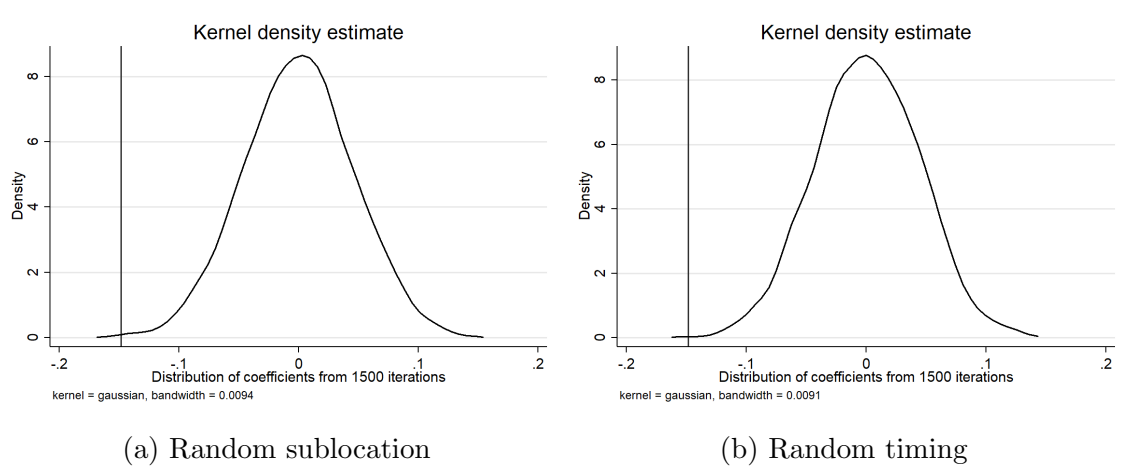 Kernel density estimate
Density
8
6
4
2
0
-.2
-.1
0
.1
.2
Distribution of coefficients from 1500 iterations
kernel = gaussian, bandwidth = 0.0094
(a) Random sublocation
Kernel density estimate
Density
8
6
4
2
0
-.2
-.1
0
.1
.2
Distribution of coefficients from 1500 iterations
kernel = gaussian, bandwidth = 0.0091
(b) Random timing